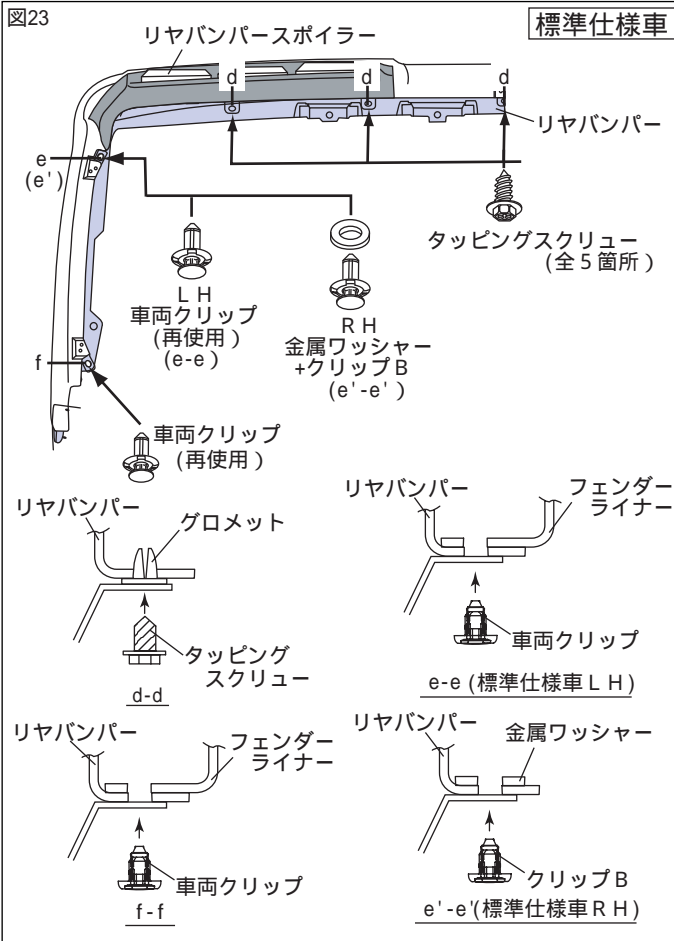 図23
標準仕様車
リヤバンパースポイラー
d
d
d
リヤバンパー
e
(e')
タッピングスクリュー
(全5箇所)
LH
車両クリップ
(再使用)
(e-e)
RH
金属ワッシャー
+クリップB
(e'-e')
f
車両クリップ
(再使用)
リヤバンパー
グロメット
タッピング
スクリュー
d-d
リヤバンパー
フェンダー
ライナー
車両クリップ
e-e (標準仕様車LH)
リヤバンパー
フェンダー
ライナー
車両クリップ
f-f
リヤバンパー
金属ワッシャー
クリップB
e'-e'(標準仕様車RH)